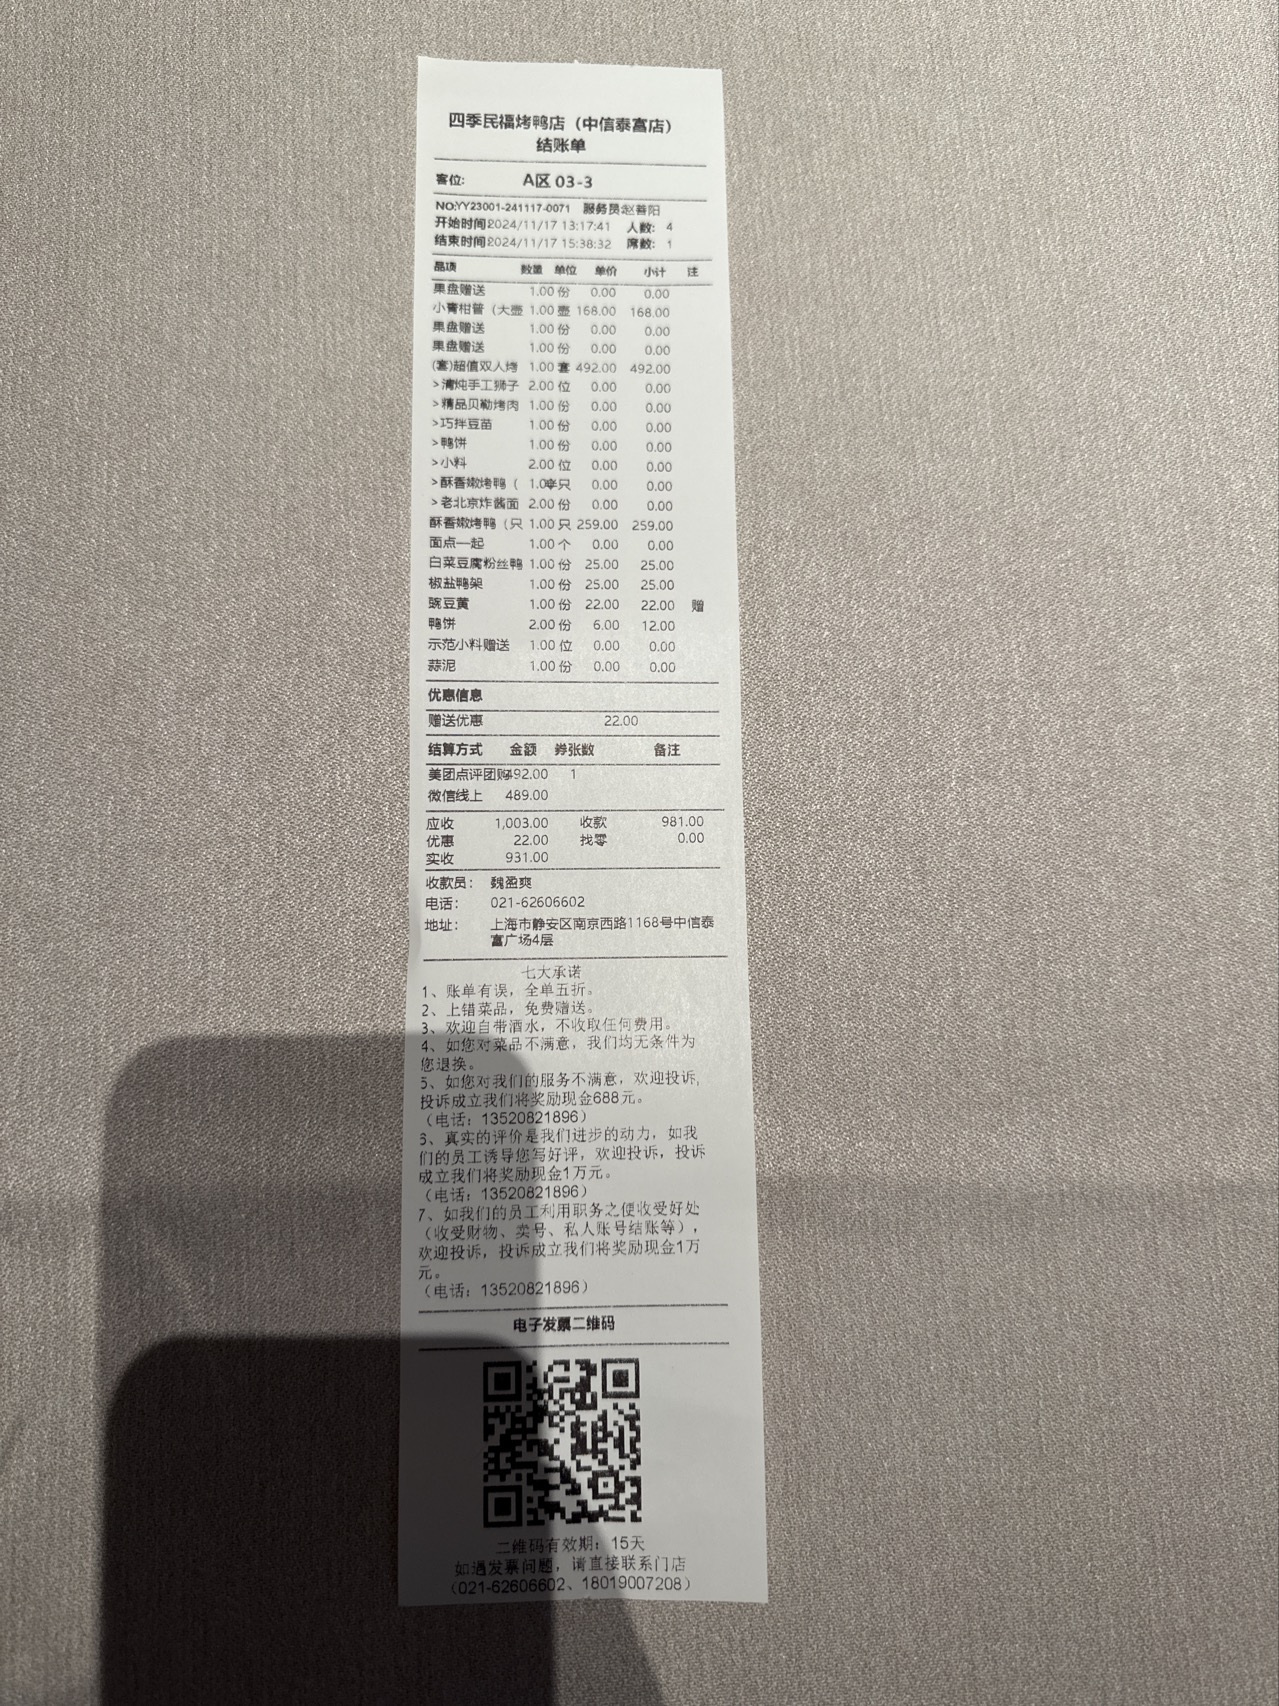 四季民福烤鸭店（中信泰富店）
结账单
客位: A区 03-3
NO:YY23001-241117-0071 服务员:赵善阳
开始时间:2024/11/17 13:17:41 人数: 4
结束时间:2024/11/17 15:38:32 席数: 1
品项 数量 单位 单价 小计 注
果盘赠送 1.00 份 0.00 0.00
小青柑普（大壶 1.00 壶 168.00 168.00
果盘赠送 1.00 份 0.00 0.00
果盘赠送 1.00 份 0.00 0.00
(套)超值双人烤 1.00 套 492.00 492.00
>清炖手工狮子 2.00 位 0.00 0.00
>精品贝勒烤肉 1.00 份 0.00 0.00
>巧拌豆苗 1.00 份 0.00 0.00
>鸭饼 1.00 份 0.00 0.00
>小料 2.00 位 0.00 0.00
>酥香嫩烤鸭（ 1.00 只 0.00 0.00
>老北京炸酱面 2.00 份 0.00 0.00
酥香嫩烤鸭（只 1.00 只 259.00 259.00
面点一起 1.00 个 0.00 0.00
白菜豆腐粉丝鸭 1.00 份 25.00 25.00
椒盐鸭架 1.00 份 25.00 25.00
豌豆黄 1.00 份 22.00 22.00 赠
鸭饼 2.00 份 6.00 12.00
示范小料赠送 1.00 位 0.00 0.00
蒜泥 1.00 份 0.00 0.00
优惠信息
赠送优惠 22.00
结算方式 金额 券张数 备注
美团点评团购492.00 1
微信线上 489.00
应收 1,003.00 收款 981.00
优惠 22.00 找零 0.00
实收 931.00
收款员: 魏盈爽
电话: 021-62606602
地址: 上海市静安区南京西路1168号中信泰
富广场4层
七大承诺
1、账单有误，全单五折。
2、上错菜品，免费赠送。
3、欢迎自带酒水，不收取任何费用。
4、如您对菜品不满意，我们均无条件为
您退换。
5、如您对我们的服务不满意，欢迎投诉,
投诉成立我们将奖励现金688元。
（电话：13520821896）
6、真实的评价是我们进步的动力，如我
们的员工诱导您写好评，欢迎投诉，投诉
成立我们将奖励现金1万元。
（电话：13520821896）
7、如我们的员工利用职务之便收受好处
（收受财物、卖号、私人账号结账等），
欢迎投诉，投诉成立我们将奖励现金1万
元。
（电话：13520821896）
电子发票二维码
二维码有效期：15天
如遇发票问题，请直接联系门店
（021-62606602、18019007208）